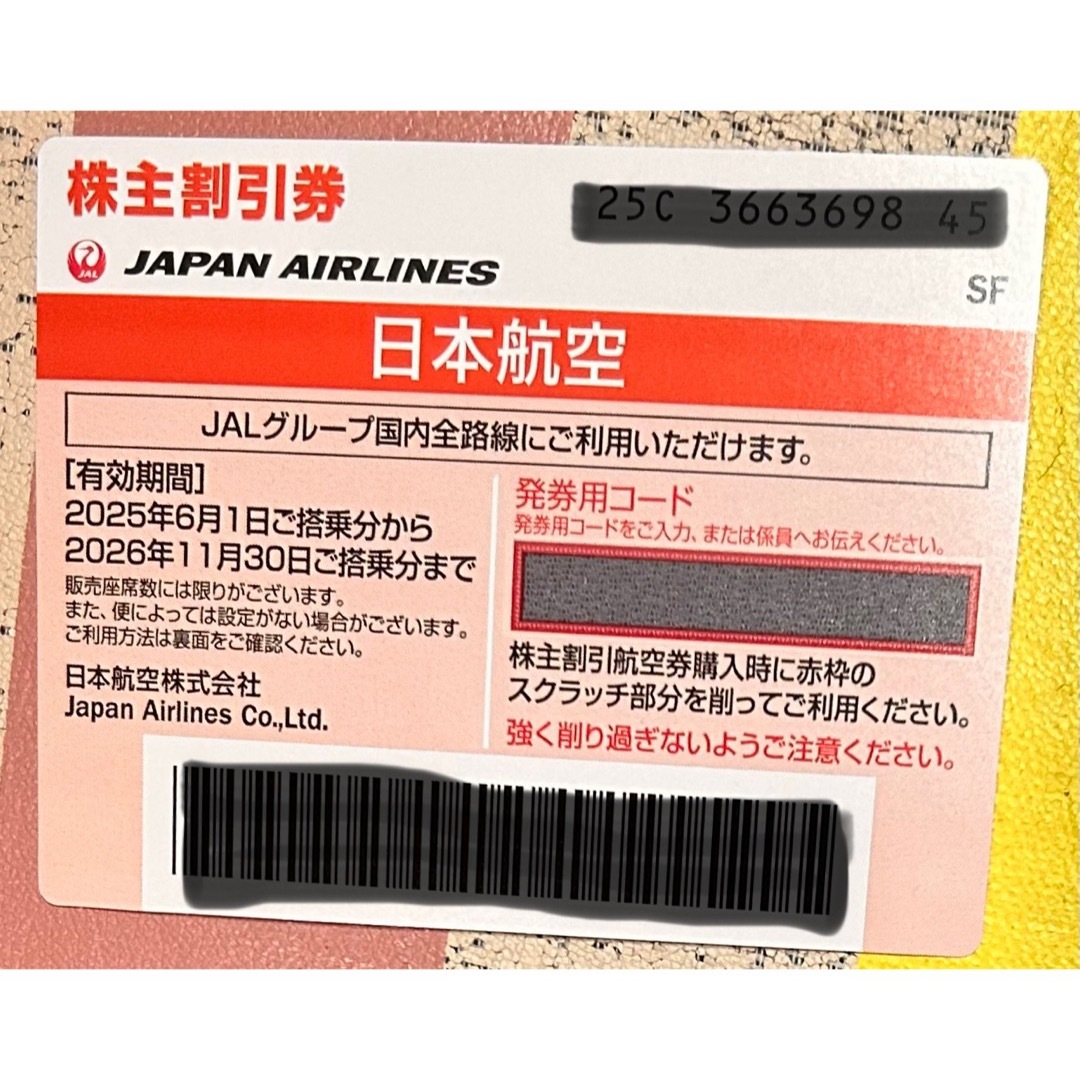 株主割引券
25C 3663698 45
JAL
JAPAN AIRLINES
SF
日本航空
JALグループ国内全路線にご利用いただけます。
[有効期間]
2025年6月1日ご搭乗分から
2026年11月30日ご搭乗分まで
販売座席数には限りがございます。
また、便によっては設定がない場合がございます。
ご利用方法は裏面をご確認ください。
日本航空株式会社
Japan Airlines Co.,Ltd.
発券用コード
発券用コードをご入力、または係員へお伝えください。
株主割引航空券購入時に赤枠の
スクラッチ部分を削ってご利用ください。
強く削り過ぎないようご注意ください。